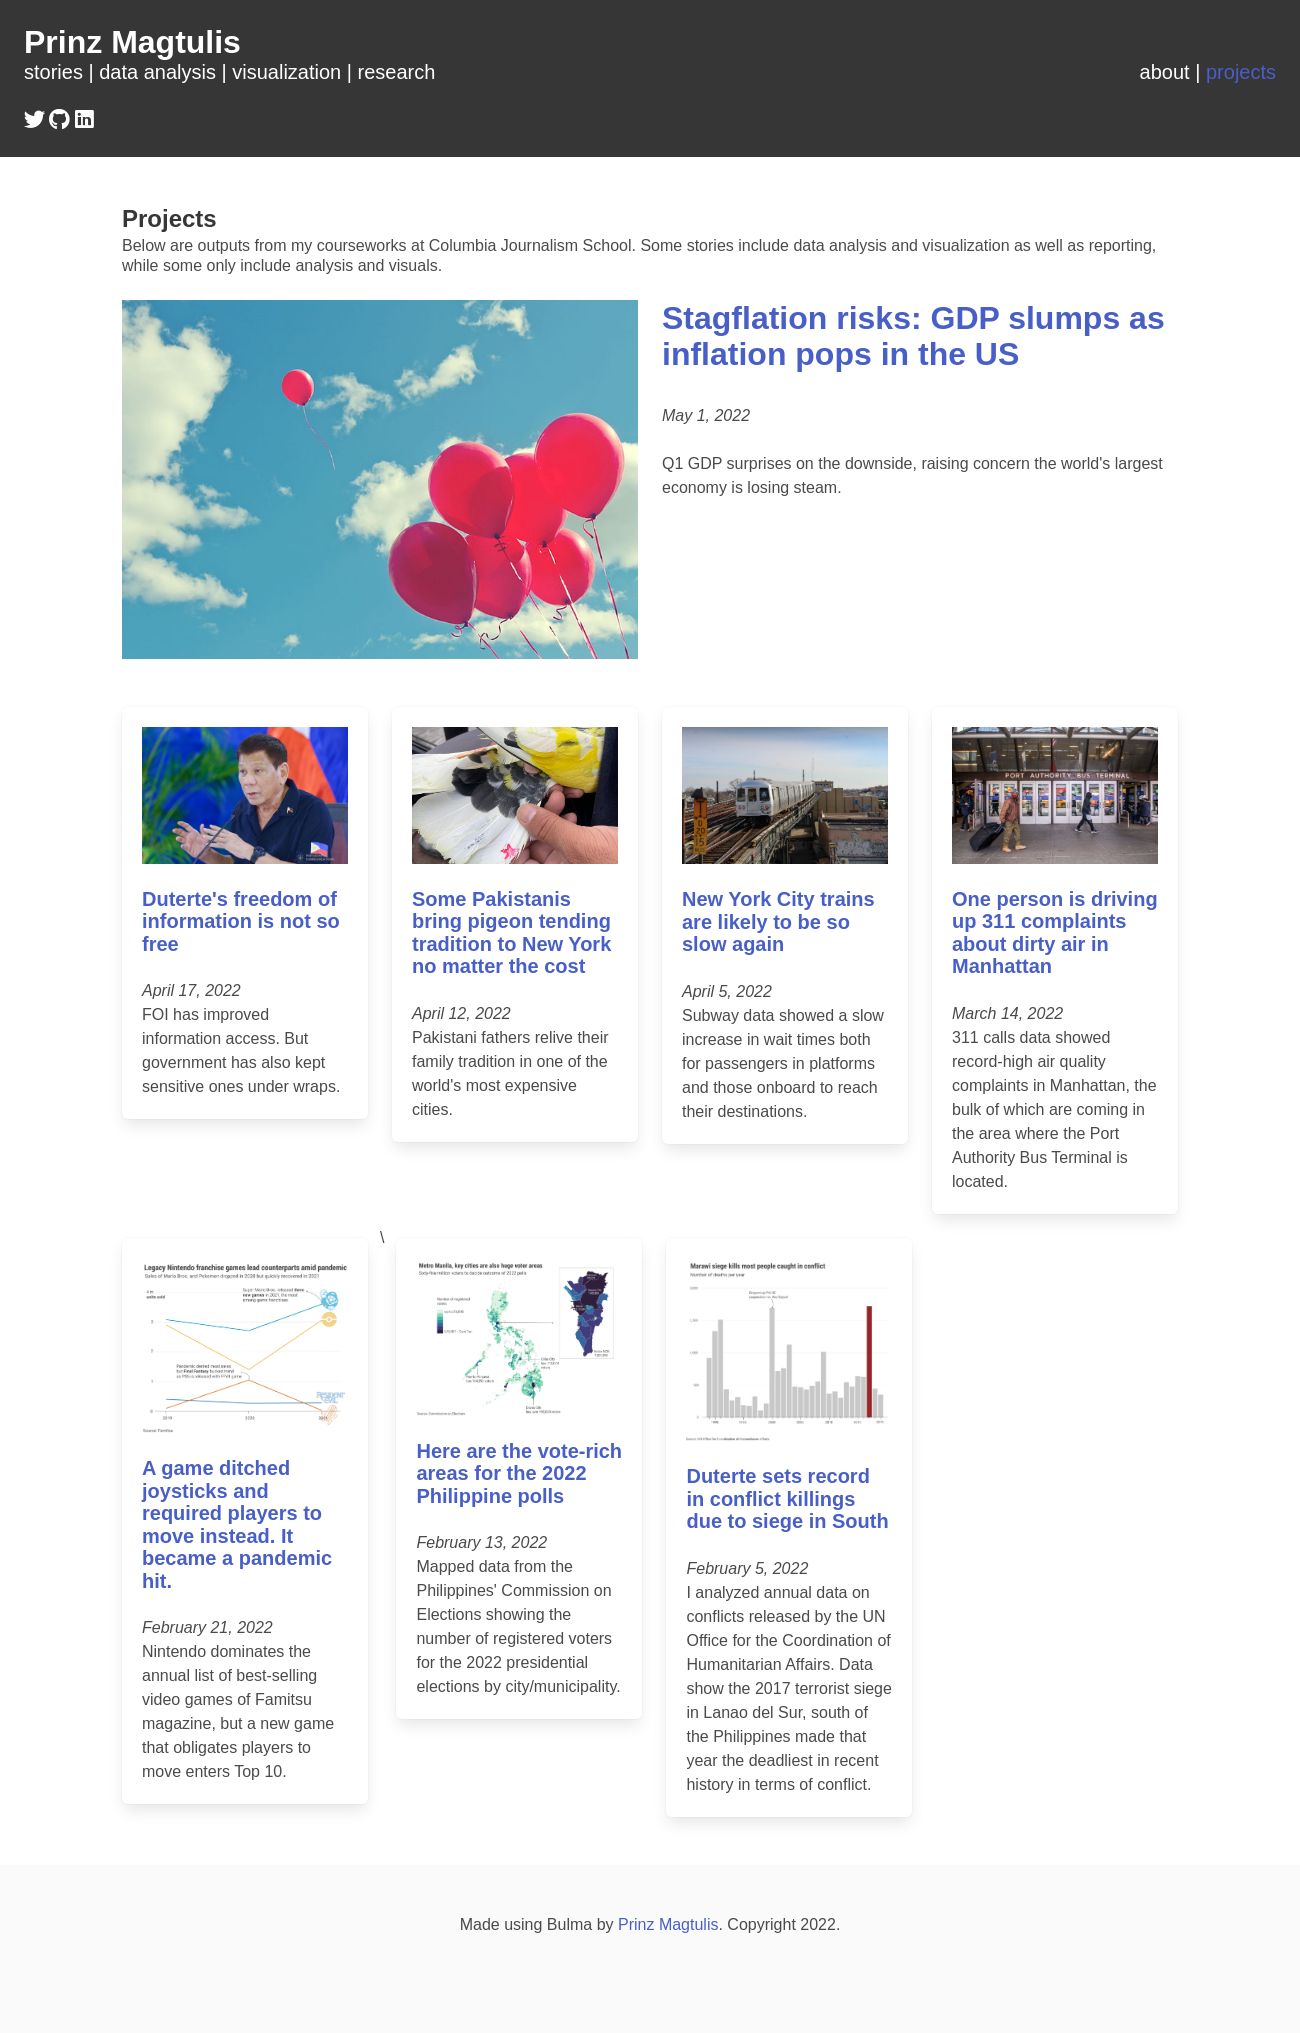 Prinz Magtulis
stories | data analysis | visualization | research
about | projects
Projects
Below are outputs from my courseworks at Columbia Journalism School. Some stories include data analysis and visualization as well as reporting,
while some only include analysis and visuals.
Stagflation risks: GDP slumps as
inflation pops in the US
May 1, 2022
Q1 GDP surprises on the downside, raising concern the world's largest
economy is losing steam.
Duterte's freedom of
information is not so
free
April 17, 2022
FOI has improved
information access. But
government has also kept
sensitive ones under wraps.
Some Pakistanis
bring pigeon tending
tradition to New York
no matter the cost
April 12, 2022
Pakistani fathers relive their
family tradition in one of the
world's most expensive
cities.
New York City trains
are likely to be so
slow again
April 5, 2022
Subway data showed a slow
increase in wait times both
for passengers in platforms
and those onboard to reach
their destinations.
PORT AUTHORITY BUS TERMINAL
One person is driving
up 311 complaints
about dirty air in
Manhattan
March 14, 2022
311 calls data showed
record-high air quality
complaints in Manhattan, the
bulk of which are coming in
the area where the Port
Authority Bus Terminal is
located.
Legacy Nintendo franchise games lead counterparts amid pandemic
Sales of Mario Bros. and Pokemon dropped in 2020 but quickly recovered in 2021
A game ditched
joysticks and
required players to
move instead. It
became a pandemic
hit.
February 21, 2022
Nintendo dominates the
annual list of best-selling
video games of Famitsu
magazine, but a new game
that obligates players to
move enters Top 10.
\
Metro Manila, key cities are also huge voter areas
Here are the vote-rich
areas for the 2022
Philippine polls
February 13, 2022
Mapped data from the
Philippines' Commission on
Elections showing the
number of registered voters
for the 2022 presidential
elections by city/municipality.
Marawi siege kills most people caught in conflict
Number of deaths per year
Duterte sets record
in conflict killings
due to siege in South
February 5, 2022
I analyzed annual data on
conflicts released by the UN
Office for the Coordination of
Humanitarian Affairs. Data
show the 2017 terrorist siege
in Lanao del Sur, south of
the Philippines made that
year the deadliest in recent
history in terms of conflict.
Made using Bulma by Prinz Magtulis. Copyright 2022.